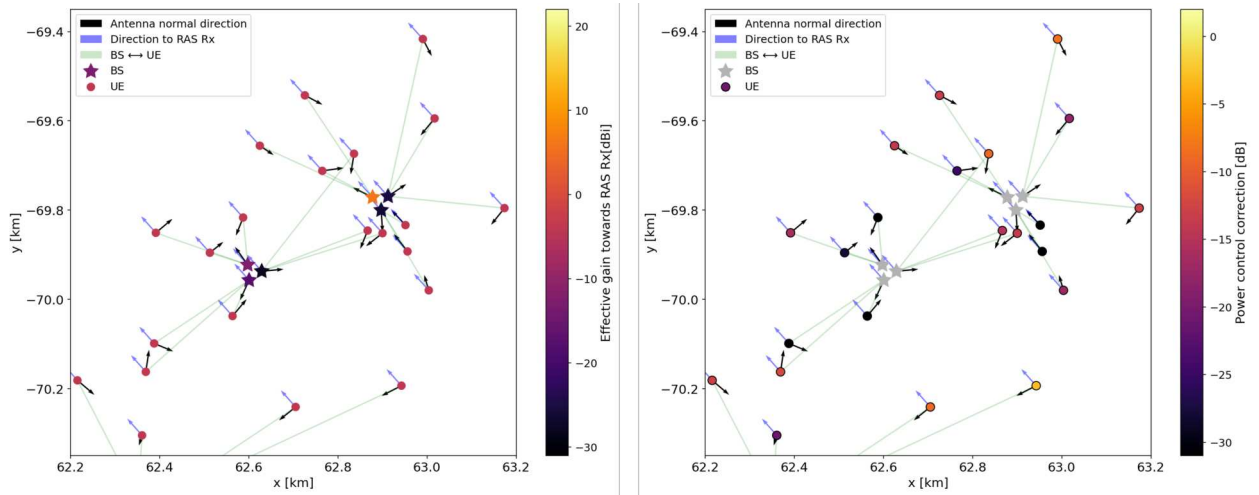 Antenna normal direction
Direction to RAS Rx
BS ⟷ UE
BS
UE
y [km]
−69.4
−69.6
−69.8
−70.0
−70.2
62.2
62.4
62.6
62.8
63.0
63.2
x [km]
20
10
0
−10
−20
−30
Effective gain towards RAS Rx[dBi]
Antenna normal direction
Direction to RAS Rx
BS ⟷ UE
BS
UE
y [km]
−69.4
−69.6
−69.8
−70.0
−70.2
62.2
62.4
62.6
62.8
63.0
63.2
x [km]
0
−5
−10
−15
−20
−25
−30
Power control correction [dB]